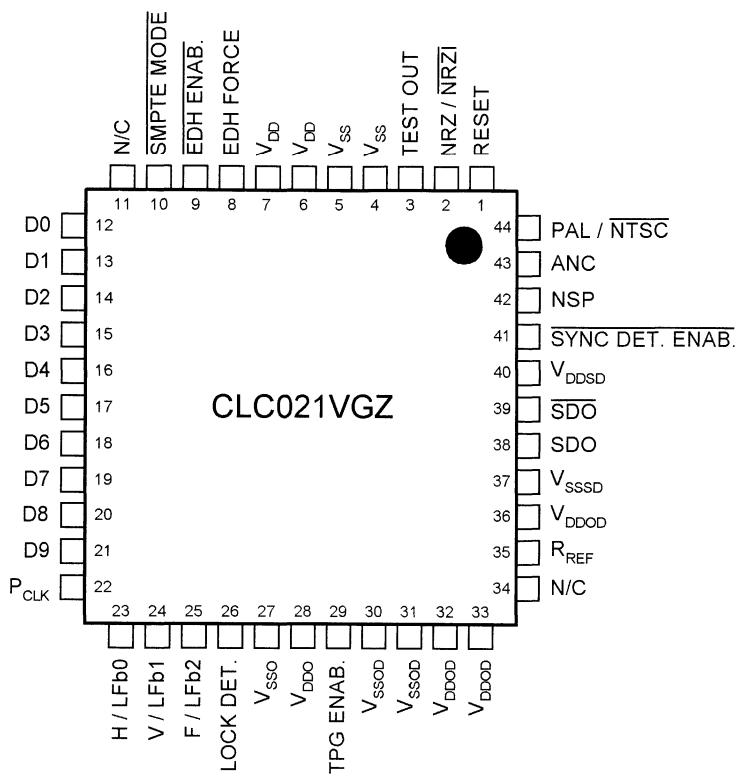 N/C
SMPTE MODE
EDH ENAB.
EDH FORCE
VDD
VDD
VSS
VSS
TEST OUT
NRZ / NRZI
RESET
11 10 9 8 7 6 5 4 3 2 1
D0 12
D1 13
D2 14
D3 15
D4 16
D5 17
D6 18
D7 19
D8 20
D9 21
PCLK 22
CLC021VGZ
44 PAL / NTSC
43 ANC
42 NSP
41 SYNC DET. ENAB.
40 VDDSD
39 SDO
38 SDO
37 VSSSD
36 VDDOD
35 RREF
34 N/C
23 24 25 26 27 28 29 30 31 32 33
H / LFb0
V / LFb1
F / LFb2
LOCK DET.
VSSO
VDDO
TPG ENAB.
VSSOD
VSSOD
VDDOD
VDDOD